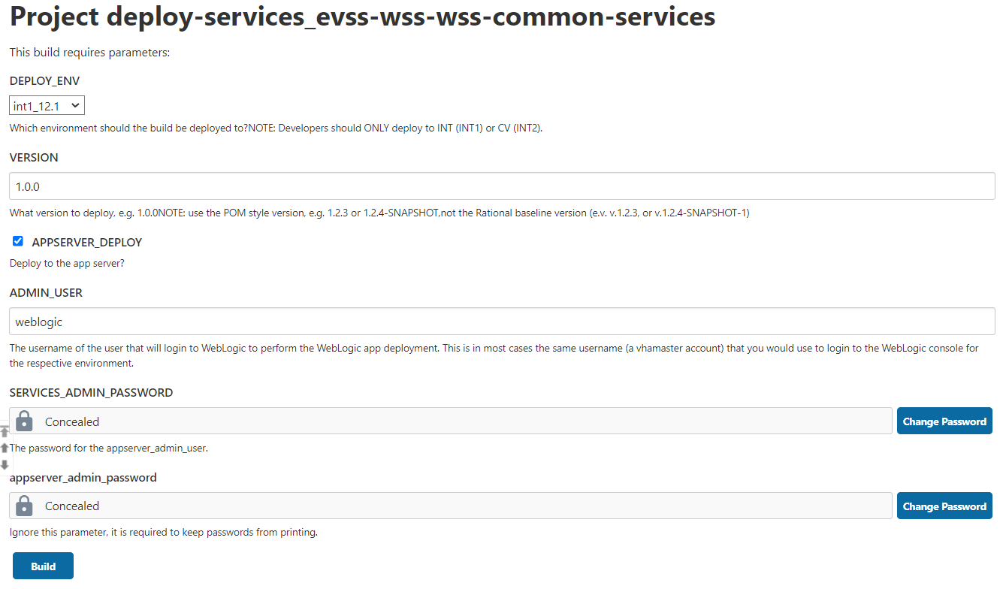 Project deploy-services_evss-wss-wss-common-services
This build requires parameters:
DEPLOY_ENV
int1_12.1
Which environment should the build be deployed to?NOTE: Developers should ONLY deploy to INT (INT1) or CV (INT2).
VERSION
1.0.0
What version to deploy, e.g. 1.0.0NOTE: use the POM style version, e.g. 1.2.3 or 1.2.4-SNAPSHOT,not the Rational baseline version (e.v. v.1.2.3, or v.1.2.4-SNAPSHOT-1)
APPSERVER_DEPLOY
Deploy to the app server?
ADMIN_USER
weblogic
The username of the user that will login to WebLogic to perform the WebLogic app deployment. This is in most cases the same username (a vhamaster account) that you would use to login to the WebLogic console for
the respective environment.
SERVICES_ADMIN_PASSWORD
Concealed
Change Password
The password for the appserver_admin_user.
appserver_admin_password
Concealed
Change Password
Ignore this parameter, it is required to keep passwords from printing.
Build